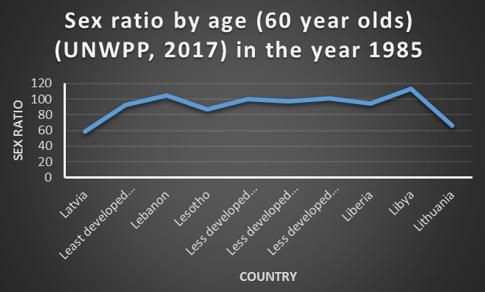 Sex ratio by age (60 year olds)
(UNWPP, 2017) in the year 1985
120
100
80
60
40
20
0
SEX RATIO
Latvia
Least developed...
Lebanon
Lesotho
Less developed...
Less developed...
Less developed...
Liberia
Libya
Lithuania
COUNTRY